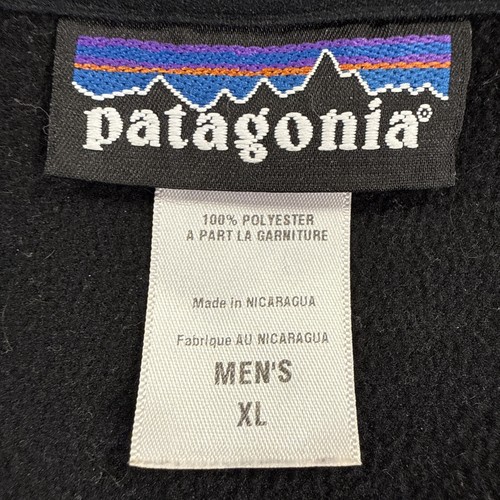 patagonia®
100% POLYESTER
A PART LA GARNITURE
Made in NICARAGUA
Fabrique AU NICARAGUA
MEN'S
XL